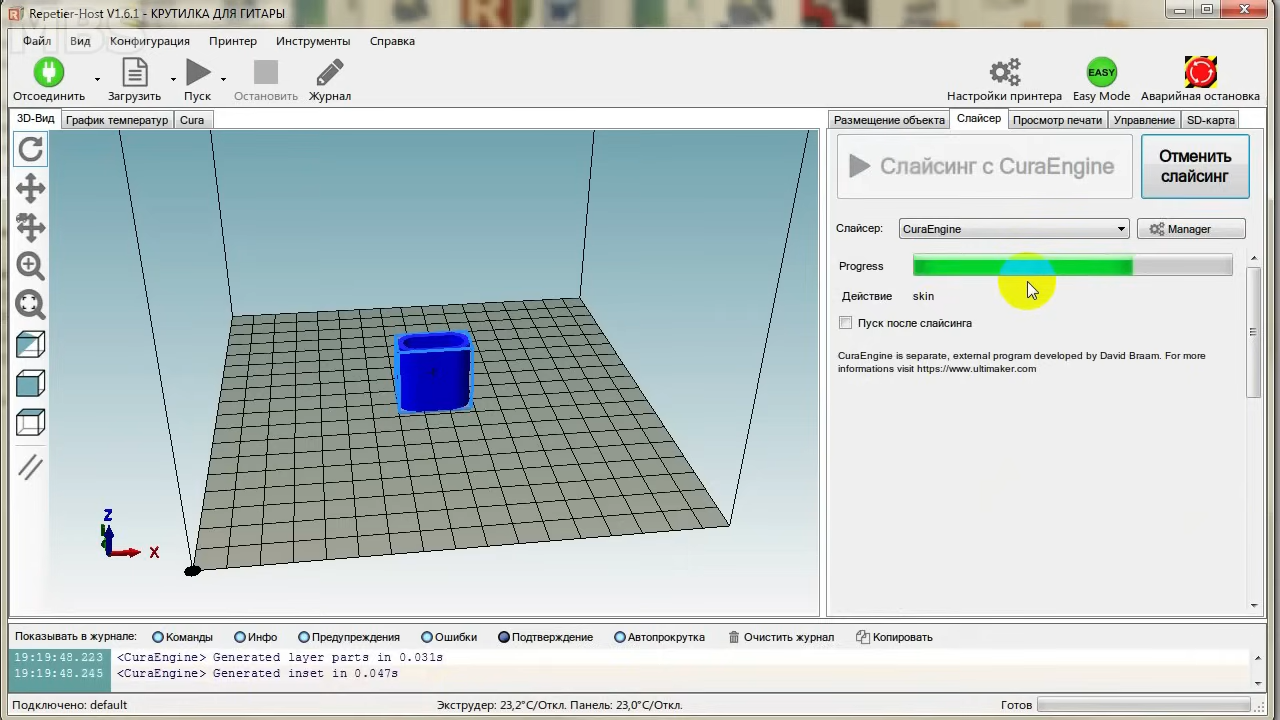 Repetier-Host V1.6.1 - КРУТИЛКА ДЛЯ ГИТАРЫ
MBS
Файл Вид Конфигурация Принтер Инструменты Справка
EASY
Отсоединить Загрузить Пуск Остановить Журнал Настройки принтера Easy Mode Аварийная остановка
3D-Вид График температур Cura Размещение объекта Слайсер Просмотр печати Управление SD-карта
Слайсинг с CuraEngine
Отменить
слайсинг
Слайсер: CuraEngine Manager
Progress
Действие skin
Пуск после слайсинга
CuraEngine is separate, external program developed by David Braam. For more
informations visit https://www.ultimaker.com
Z
X
Показывать в журнале: Команды Инфо Предупреждения Ошибки Подтверждение Автопрокрутка Очистить журнал Копировать
19:19:48.223 <CuraEngine> Generated layer parts in 0.031s
19:19:48.245 <CuraEngine> Generated inset in 0.047s
Подключено: default Экструдер: 23,2°C/Откл. Панель: 23,0°C/Откл. Готов